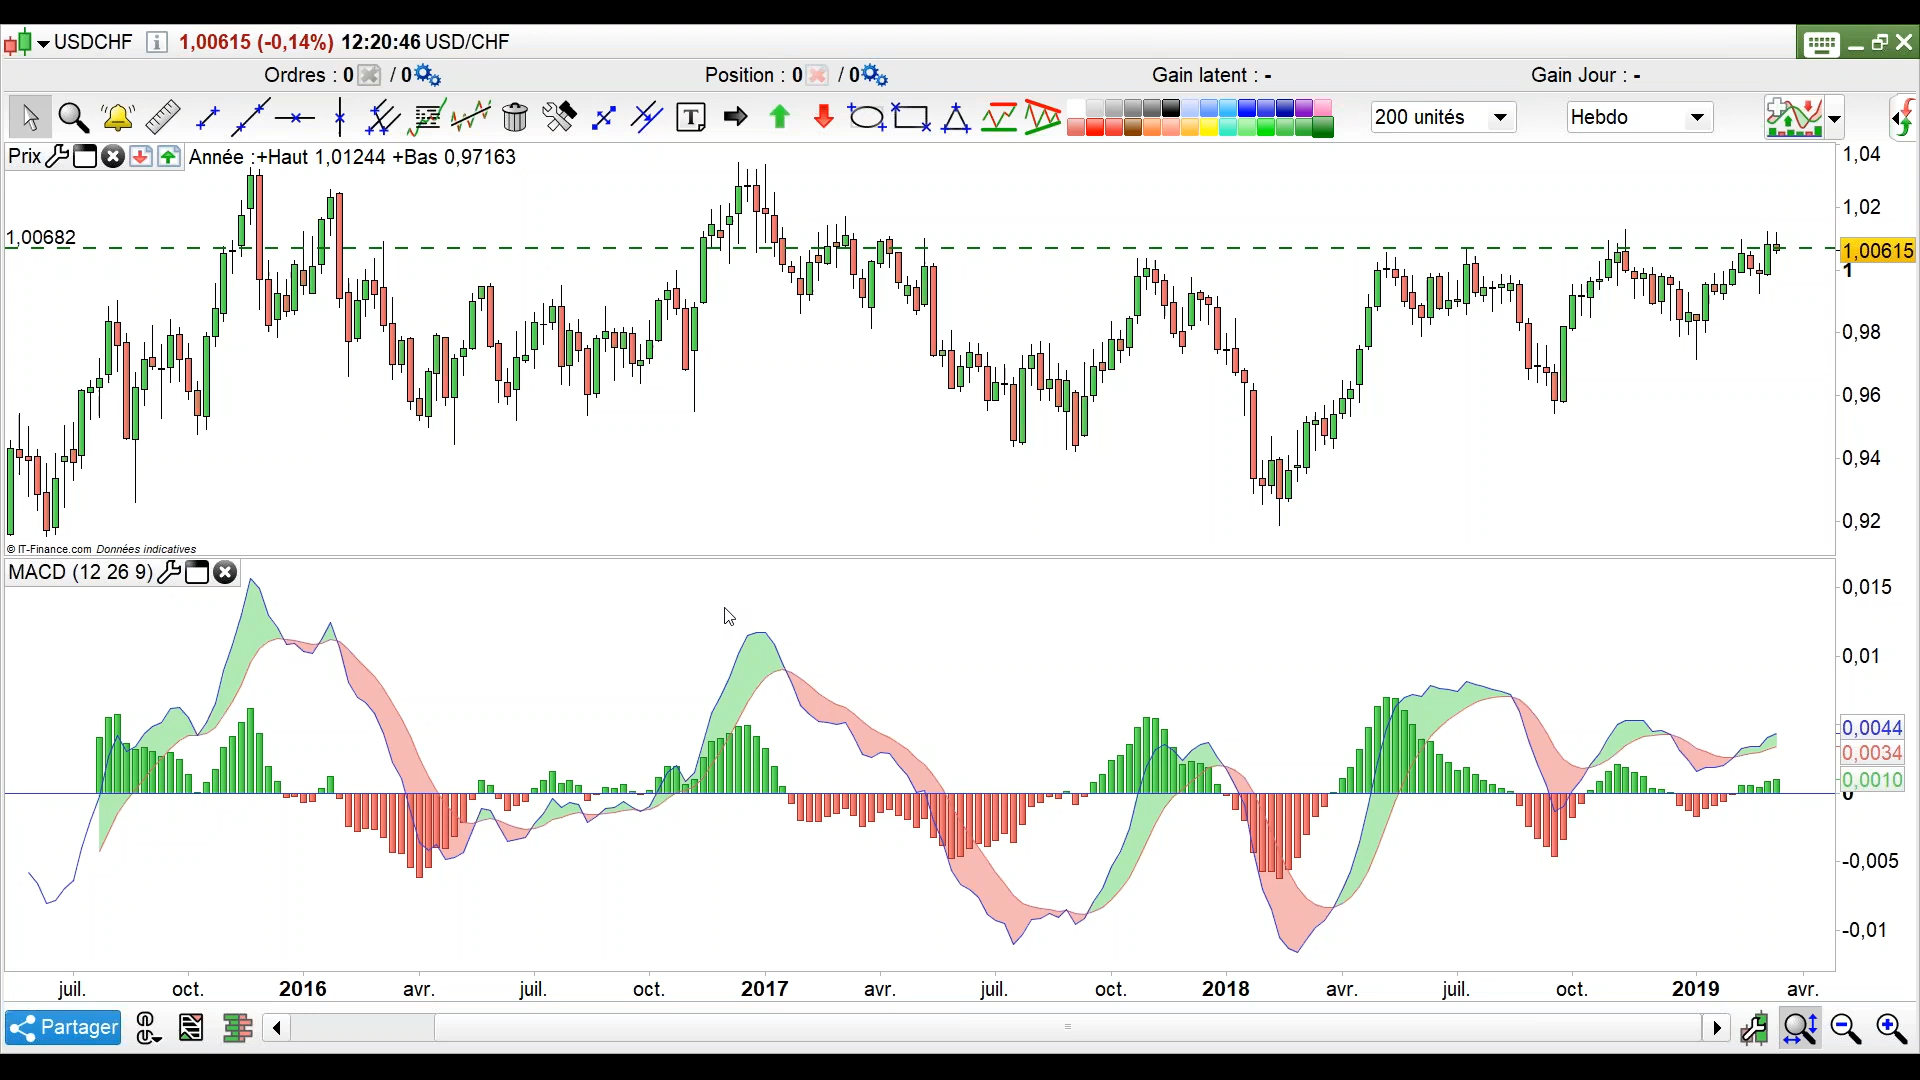 USDCHF i 1,00615 (-0,14%) 12:20:46 USD/CHF
Ordres : 0 / 0 Position : 0 / 0 Gain latent : - Gain Jour : -
T 200 unités Hebdo
Prix Année :+Haut 1,01244 +Bas 0,97163
1,04
1,02
1,00682
1,00615
1
0,98
0,96
0,94
0,92
© IT-Finance.com Données indicatives
MACD (12 26 9)
0,015
0,01
0,0044
0,0034
0,0010
0
-0,005
-0,01
juil. oct. 2016 avr. juil. oct. 2017 avr. juil. oct. 2018 avr. juil. oct. 2019 avr.
Partager